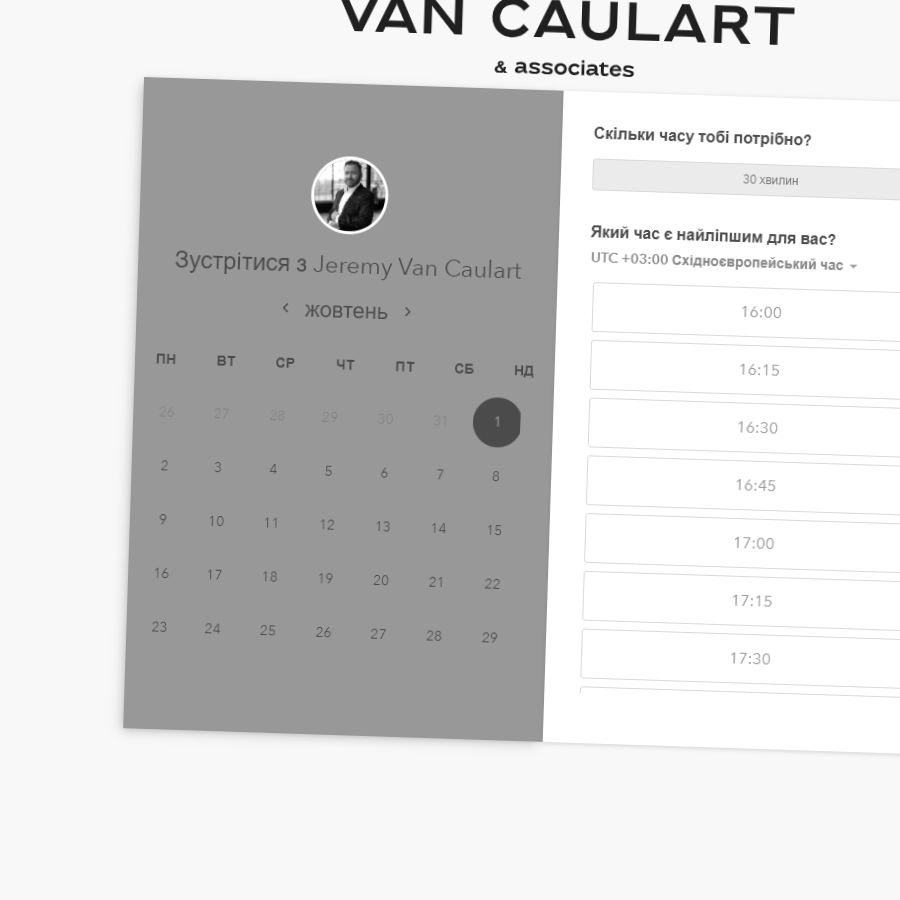 VAN CAULART
& associates
Зустрітися з Jeremy Van Caulart
жовтень
ПН ВТ СР ЧТ ПТ СБ НД
26 27 28 29 30 31 1
2 3 4 5 6 7 8
9 10 11 12 13 14 15
16 17 18 19 20 21 22
23 24 25 26 27 28 29
Скільки часу тобі потрібно?
30 хвилин
Який час є найліпшим для вас?
UTC +03:00 Східноєвропейський час
16:00
16:15
16:30
16:45
17:00
17:15
17:30